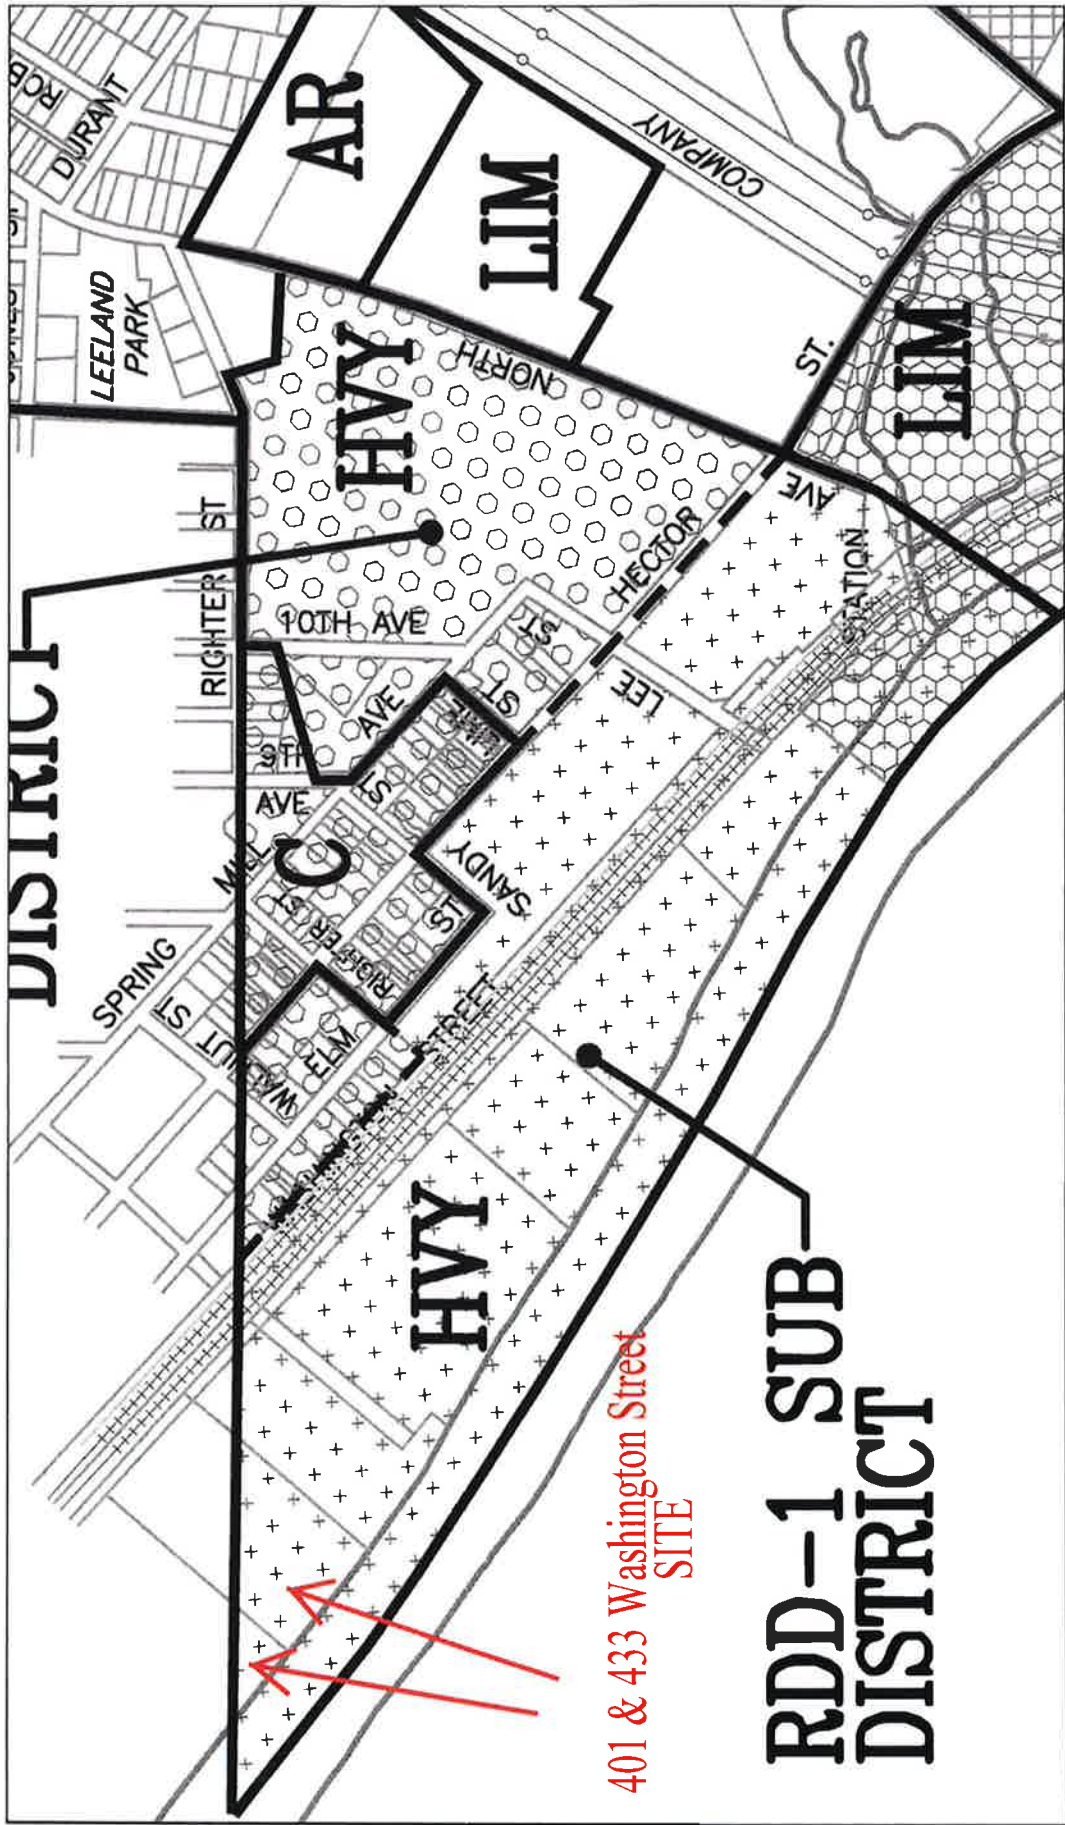 RCB
DURANT
LEELAND
PARK
AR
LIM
COMPANY
HVY
NORTH
ST.
LIM
DISTRICT
RIGHTER ST
10TH AVE
HECTOR
AVE
STATION
ST
LEE
9TH
AVE
AVE
LIME
ST
ST
MILL
C
SANDY
SPRING
ST
RIGHTER ST
ST
WALNUT
ELM
STREET
HVY
RDD-1 SUB
DISTRICT
401 & 433 Washington Street
SITE